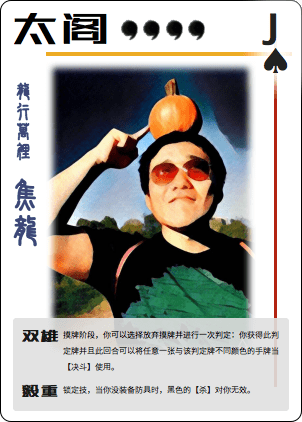 太阁
J
龍行萬裡
焦龍
双雄 摸牌阶段，你可以选择放弃摸牌并进行一次判定：你获得此判
定牌并且此回合可以将任意一张与该判定牌不同颜色的手牌当
【决斗】使用。
毅重 锁定技，当你没装备防具时，黑色的【杀】对你无效。